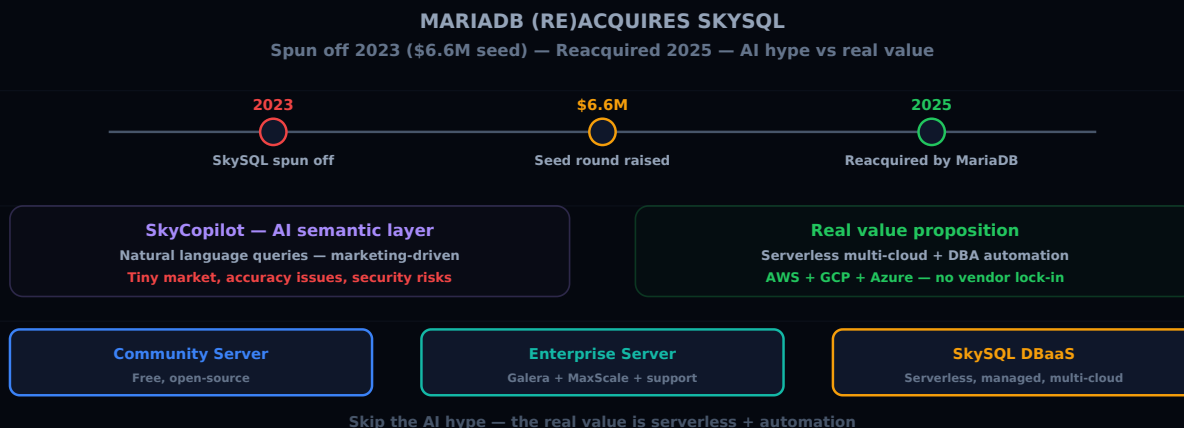 MARIADB (RE)ACQUIRES SKYSQL
Spun off 2023 ($6.6M seed) — Reacquired 2025 — AI hype vs real value
2023
$6.6M
2025
SkySQL spun off
Seed round raised
Reacquired by MariaDB
SkyCopilot — AI semantic layer
Natural language queries — marketing-driven
Tiny market, accuracy issues, security risks
Real value proposition
Serverless multi-cloud + DBA automation
AWS + GCP + Azure — no vendor lock-in
Community Server
Free, open-source
Enterprise Server
Galera + MaxScale + support
SkySQL DBaaS
Serverless, managed, multi-cloud
Skip the AI hype — the real value is serverless + automation